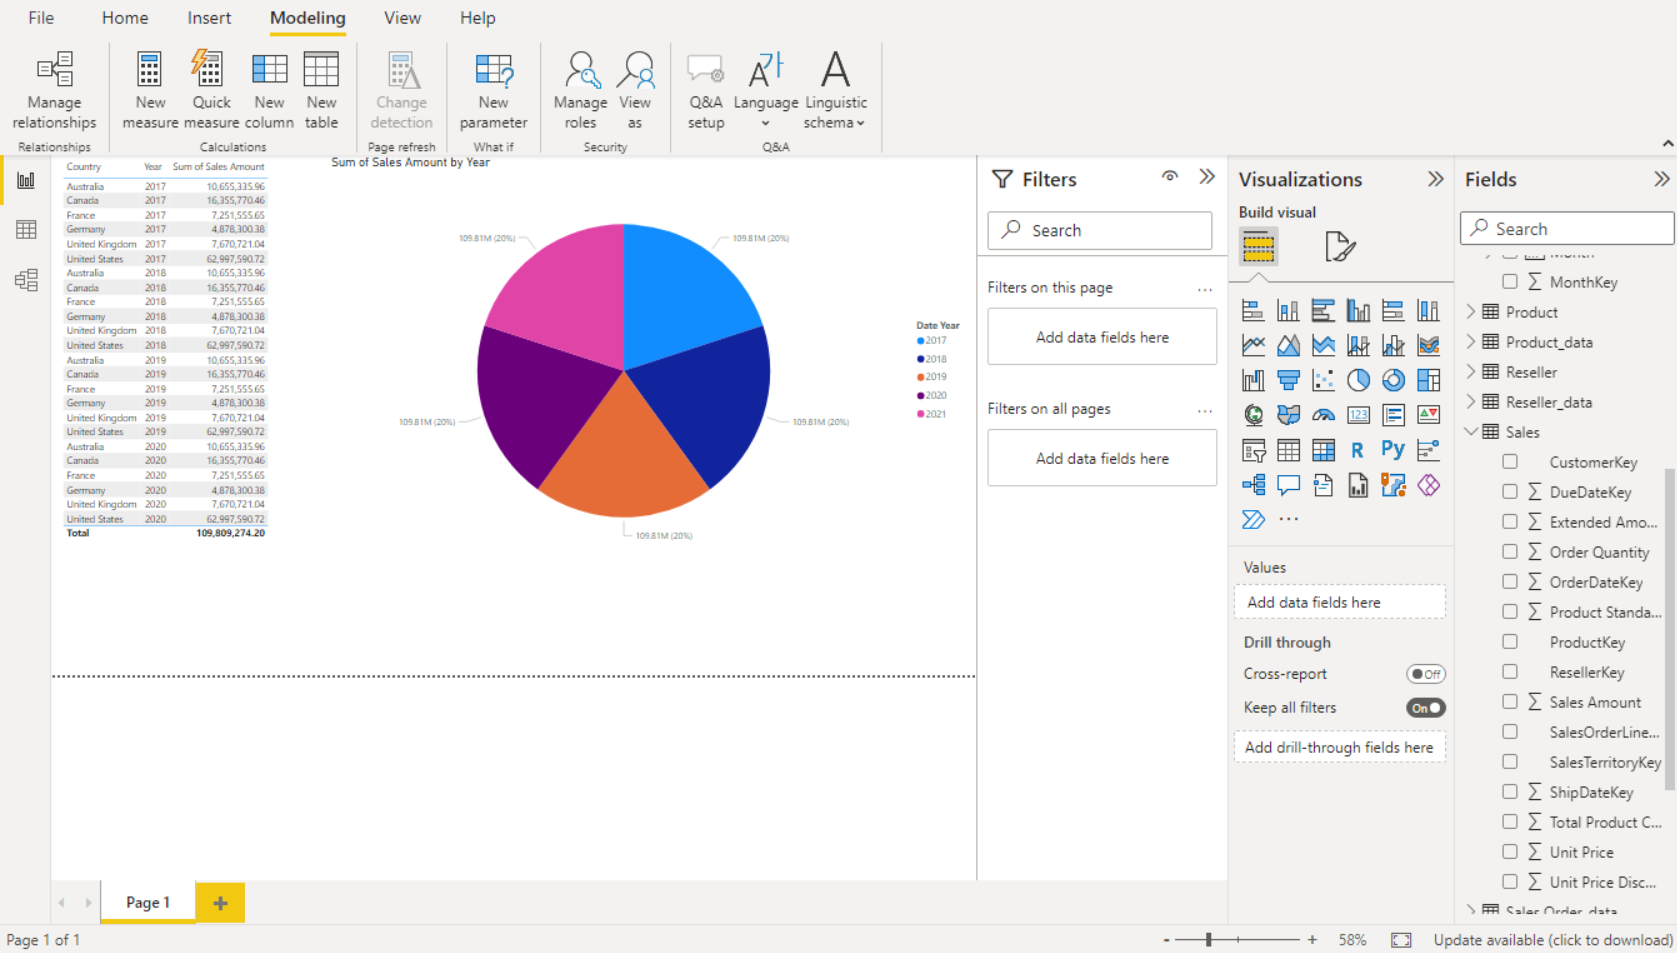 File Home Insert Modeling View Help
Manage relationships
New measure
Quick measure
New column
New table
Change detection
New parameter
Manage roles
View as
Q&A setup
Language
Linguistic schema
Relationships Calculations Page refresh What if Security Q&A
Country Year Sum of Sales Amount
Australia 2017 10,655,335.96
Canada 2017 16,355,770.46
France 2017 7,251,555.65
Germany 2017 4,878,300.38
United Kingdom 2017 7,670,721.04
United States 2017 62,997,590.72
Australia 2018 10,655,335.96
Canada 2018 16,355,770.46
France 2018 7,251,555.65
Germany 2018 4,878,300.38
United Kingdom 2018 7,670,721.04
United States 2018 62,997,590.72
Australia 2019 10,655,335.96
Canada 2019 16,355,770.46
France 2019 7,251,555.65
Germany 2019 4,878,300.38
United Kingdom 2019 7,670,721.04
United States 2019 62,997,590.72
Australia 2020 10,655,335.96
Canada 2020 16,355,770.46
France 2020 7,251,555.65
Germany 2020 4,878,300.38
United Kingdom 2020 7,670,721.04
United States 2020 62,997,590.72
Total 109,809,274.20
Sum of Sales Amount by Year
109.81M (20%)
109.81M (20%)
109.81M (20%)
109.81M (20%)
109.81M (20%)
Date Year
2017
2018
2019
2020
2021
Filters
Search
Filters on this page ...
Add data fields here
Filters on all pages ...
Add data fields here
Visualizations
Build visual
123
R
Py
...
Values
Add data fields here
Drill through
Cross-report Off
Keep all filters On
Add drill-through fields here
Fields
Search
Month
MonthKey
Product
Product_data
Reseller
Reseller_data
Sales
CustomerKey
DueDateKey
Extended Amo...
Order Quantity
OrderDateKey
Product Standa...
ProductKey
ResellerKey
Sales Amount
SalesOrderLine...
SalesTerritoryKey
ShipDateKey
Total Product C...
Unit Price
Unit Price Disc...
Sales Order_data
Page 1 +
Page 1 of 1
- + 58% Update available (click to download)